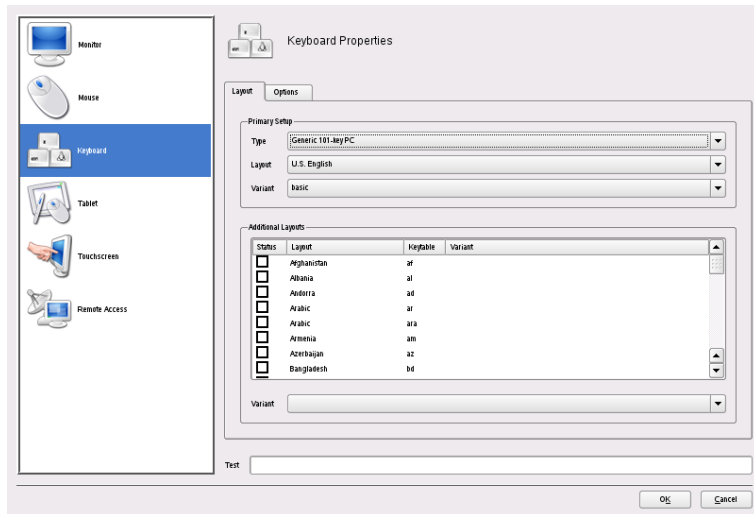 Monitor
Mouse
Keyboard
Tablet
Touchscreen
Remote Access
Keyboard Properties
Layout Options
Primary Setup
Type Generic 101-key PC
Layout U.S. English
Variant basic
Additional Layouts
Status Layout Keytable Variant
Afghanistan af
Albania al
Andorra ad
Arabic ar
Arabic ara
Armenia am
Azerbaijan az
Bangladesh bd
Variant
Test
OK Cancel